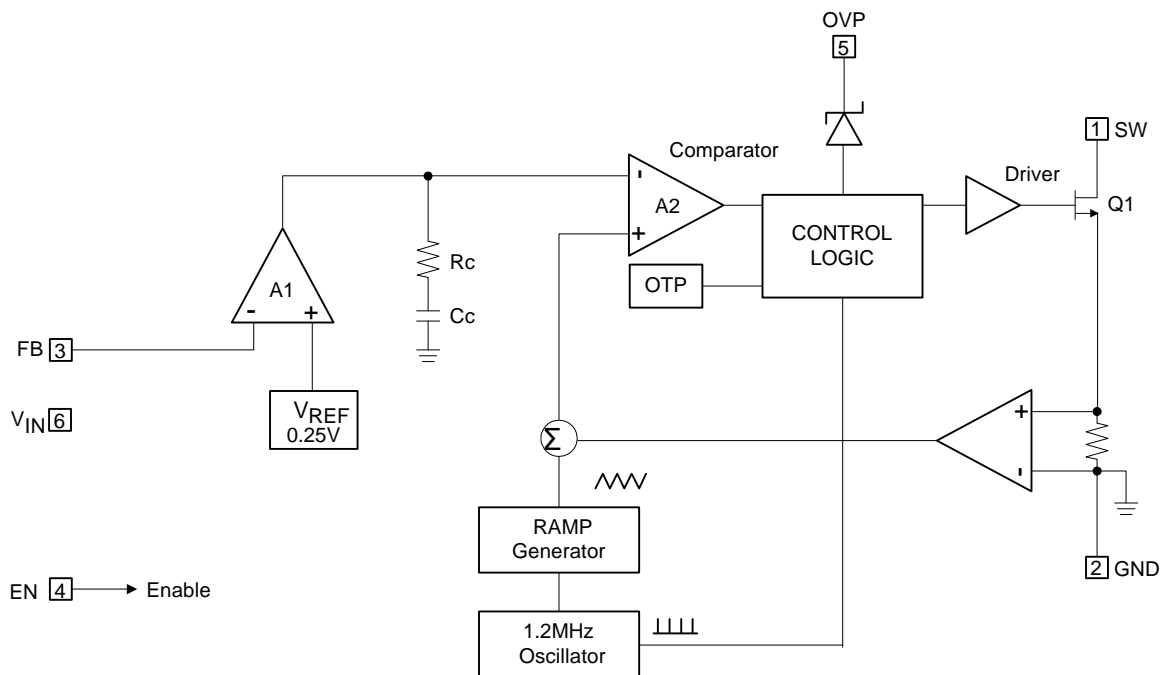 OVP
5
1 SW
Comparator
Driver
-
A2
+
Q1
CONTROL
LOGIC
Rc
OTP
A1
- +
Cc
FB 3
VREF
0.25V
VIN 6
Σ
+
-
RAMP
Generator
2 GND
EN 4 Enable
1.2MHz
Oscillator